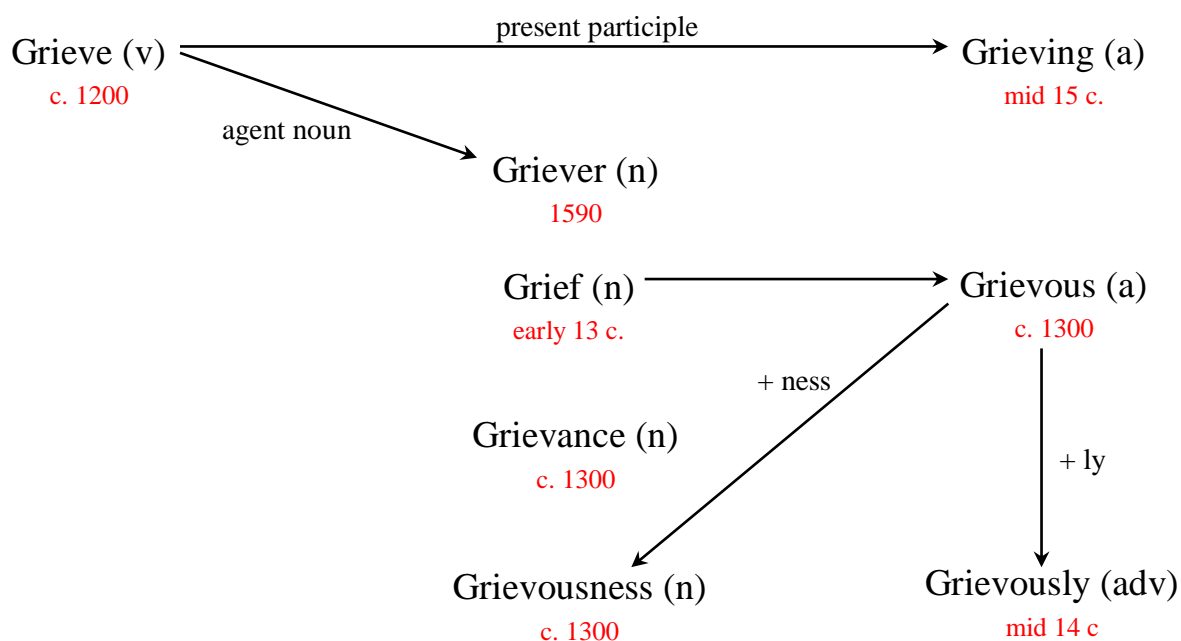 present participle
Grieve (v)
Grieving (a)
c. 1200
mid 15 c.
agent noun
Griever (n)
1590
Grief (n)
Grievous (a)
early 13 c.
c. 1300
+ ness
Grievance (n)
+ ly
c. 1300
Grievousness (n)
Grievously (adv)
c. 1300
mid 14 c